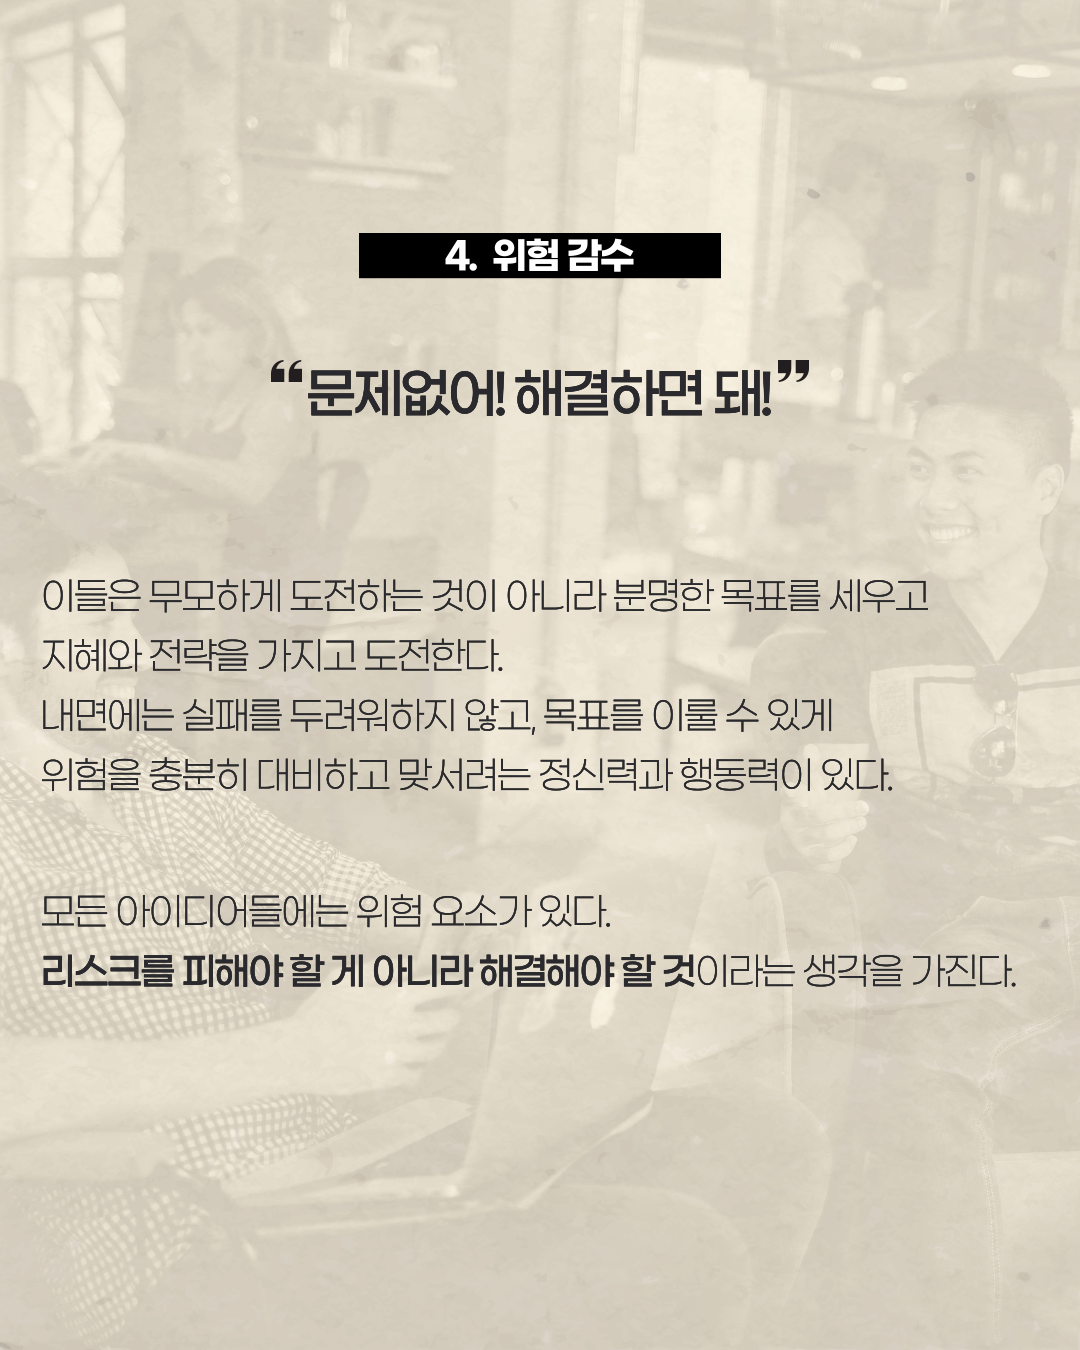 4. 위험 감수
“문제없어! 해결하면 돼!”
이들은 무모하게 도전하는 것이 아니라 분명한 목표를 세우고
지혜와 전략을 가지고 도전한다.
내면에는 실패를 두려워하지 않고, 목표를 이룰 수 있게
위험을 충분히 대비하고 맞서려는 정신력과 행동력이 있다.
모든 아이디어들에는 위험 요소가 있다.
리스크를 피해야 할 게 아니라 해결해야 할 것이라는 생각을 가진다.